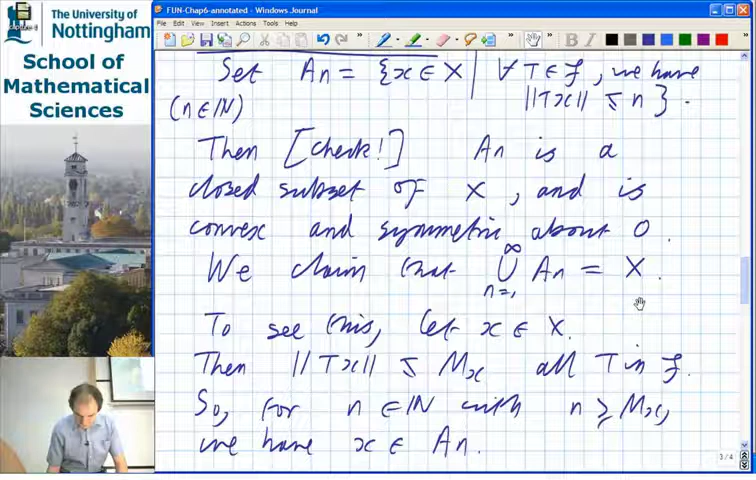 The University of
Nottingham
School of
Mathematical
Sciences
FUN-Chap6-annotated - Windows Journal
File Edit View Insert Actions Tools Help
B I
Set An = {x ∈ X | ∀ T ∈ ℱ, we have
(n∈ℕ) ||Tx|| ≤ n}.
Then [check!] An is a
closed subset of X, and is
convex and symmetric about 0.
We claim that ∞⋃n=1 An = X.
To see this, let x ∈ X.
Then ||Tx|| ≤ Mx all T in ℱ.
So, for n ∈ ℕ with n ≥ Mx,
we have x ∈ An.
3/4